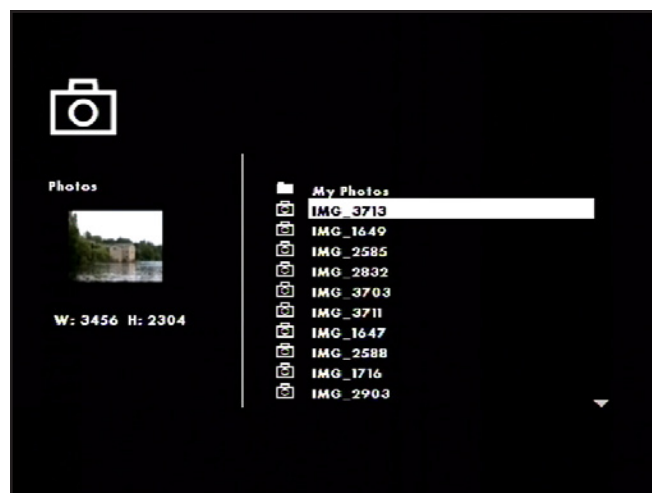 Photos
W: 3456 H: 2304
My Photos
IMG_3713
IMG_1649
IMG_2585
IMG_2832
IMG_3703
IMG_3711
IMG_1647
IMG_2588
IMG_1716
IMG_2903